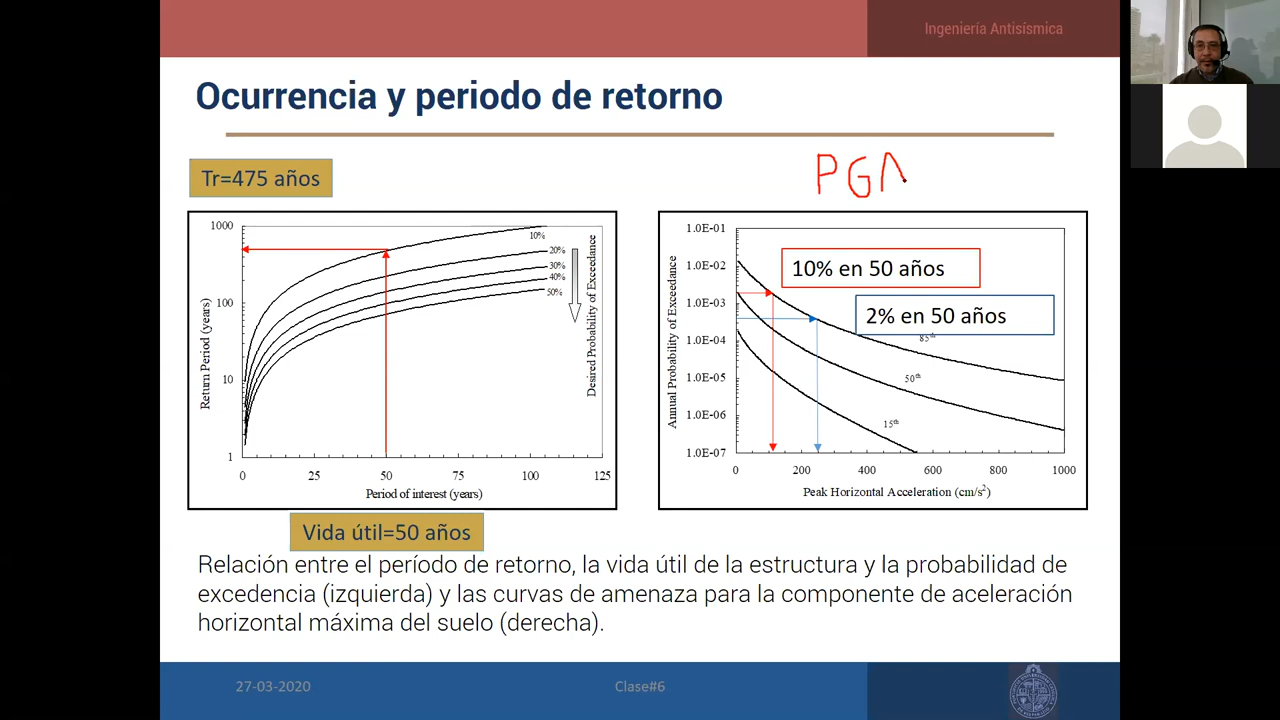 Ingeniería Antisísmica
Ocurrencia y periodo de retorno
Tr=475 años
PGA
1000
100
10
1
0
25
50
75
100
125
Return Period (years)
Period of interest (years)
10%
20%
30%
40%
50%
Desired Probability of Exceedance
1.0E-01
1.0E-02
1.0E-03
1.0E-04
1.0E-05
1.0E-06
1.0E-07
0
200
400
600
800
1000
Annual Probability of Exceedance
Peak Horizontal Acceleration (cm/s²)
10% en 50 años
2% en 50 años
85th
50th
15th
Vida útil=50 años
Relación entre el período de retorno, la vida útil de la estructura y la probabilidad de
excedencia (izquierda) y las curvas de amenaza para la componente de aceleración
horizontal máxima del suelo (derecha).
27-03-2020
Clase#6